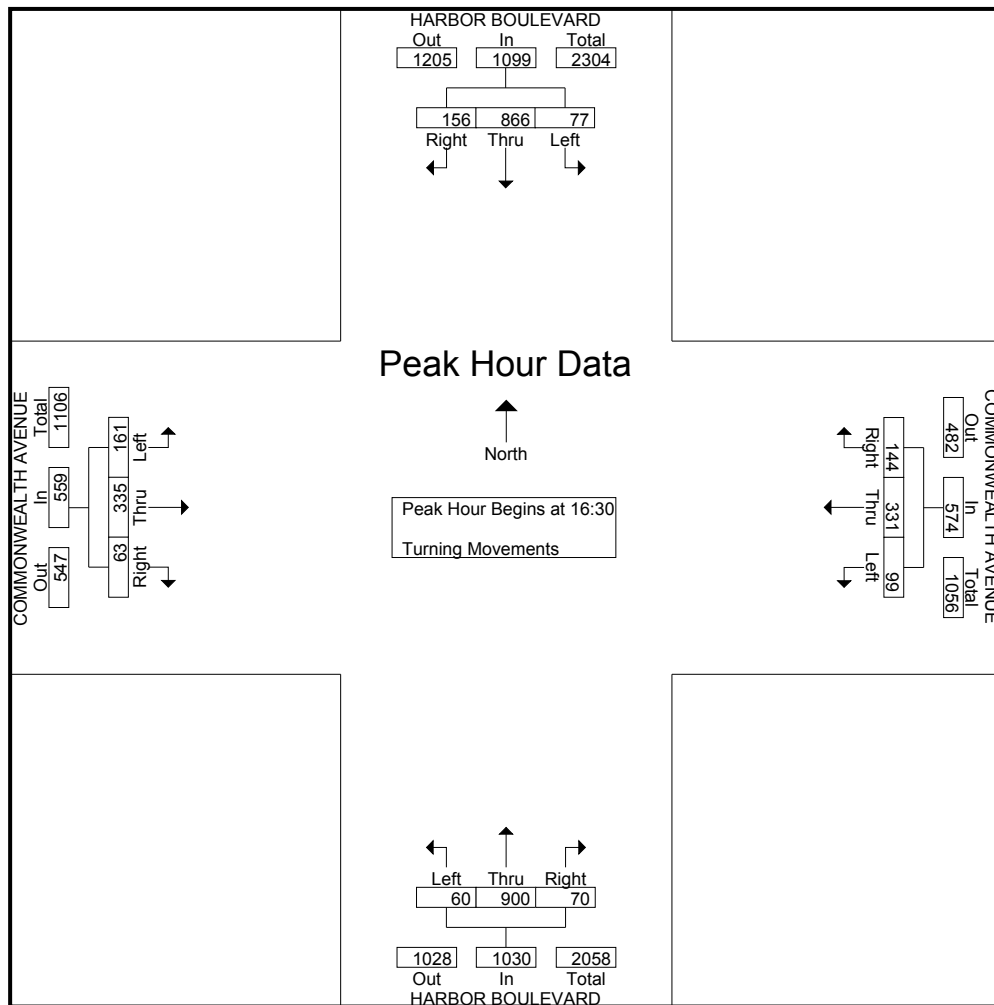 HARBOR BOULEVARD
Out In Total
1205 1099 2304
156 866 77
Right Thru Left
Peak Hour Data
North
Peak Hour Begins at 16:30
Turning Movements
COMMONWEALTH AVENUE
Total In Out
1106 559 547
161 335 63
Left Thru Right
COMMONWEALTH AVENUE
Out In Total
482 574 1056
144 331 99
Right Thru Left
Left Thru Right
60 900 70
1028 1030 2058
Out In Total
HARBOR BOULEVARD